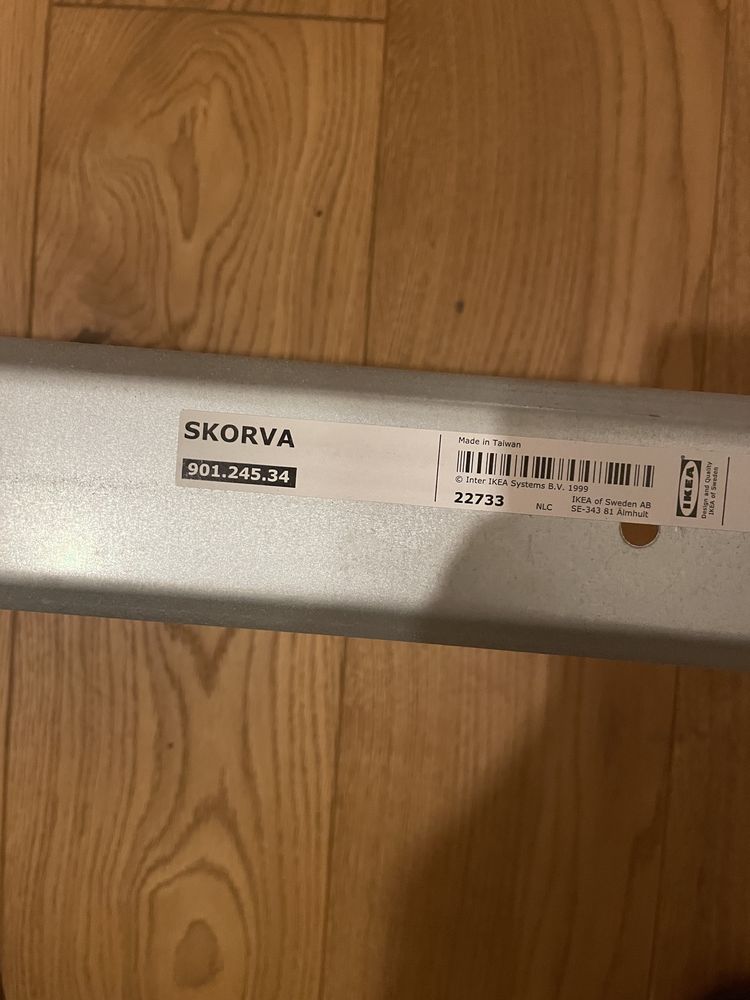 SKORVA
901.245.34
Made in Taiwan
© Inter IKEA Systems B.V. 1999
22733
NLC
IKEA of Sweden AB
SE-343 81 Älmhult
IKEA
Design and Quality
IKEA of Sweden